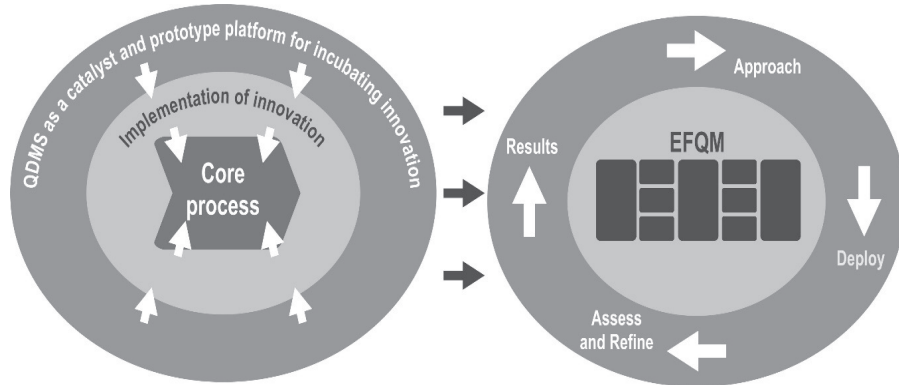 QDMS as a catalyst and prototype platform for incubating innovation
Implementation of innovation
Core
process
Approach
Results
EFQM
Deploy
Assess
and Refine